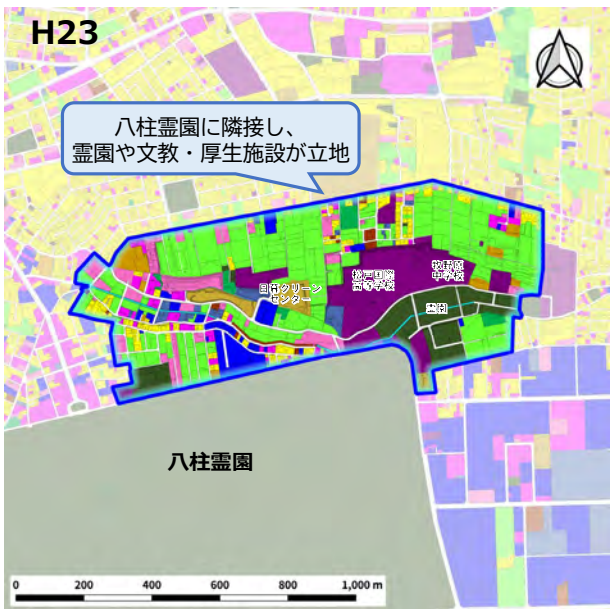 H23
八柱霊園に隣接し、
霊園や文教・厚生施設が立地
日暮クリーン
センター
松戸国際
高等学校
牧野原
中学校
霊園
八柱霊園
0 200 400 600 800 1,000 m